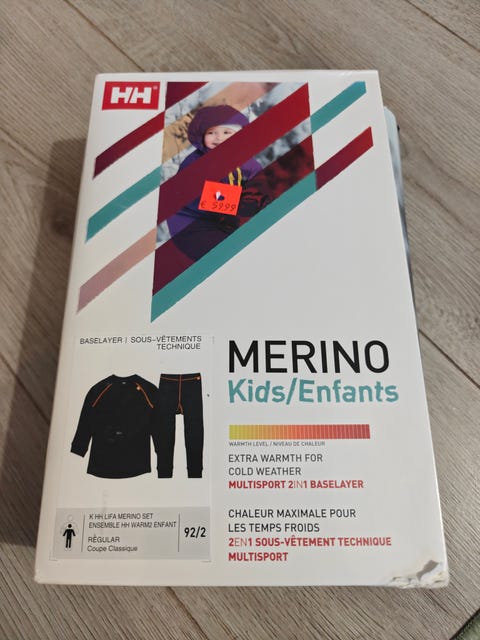 HH
€ 59.99
BASELAYER | SOUS-VÊTEMENTS
TECHNIQUE
MERINO
Kids/Enfants
WARMTH LEVEL / NIVEAU DE CHALEUR
EXTRA WARMTH FOR
COLD WEATHER
MULTISPORT 2IN1 BASELAYER
CHALEUR MAXIMALE POUR
LES TEMPS FROIDS
2EN1 SOUS-VÊTEMENT TECHNIQUE
MULTISPORT
K HH LIFA MERINO SET
ENSEMBLE HH WARM2 ENFANT
RÉGULAR
Coupe Classique
92/2